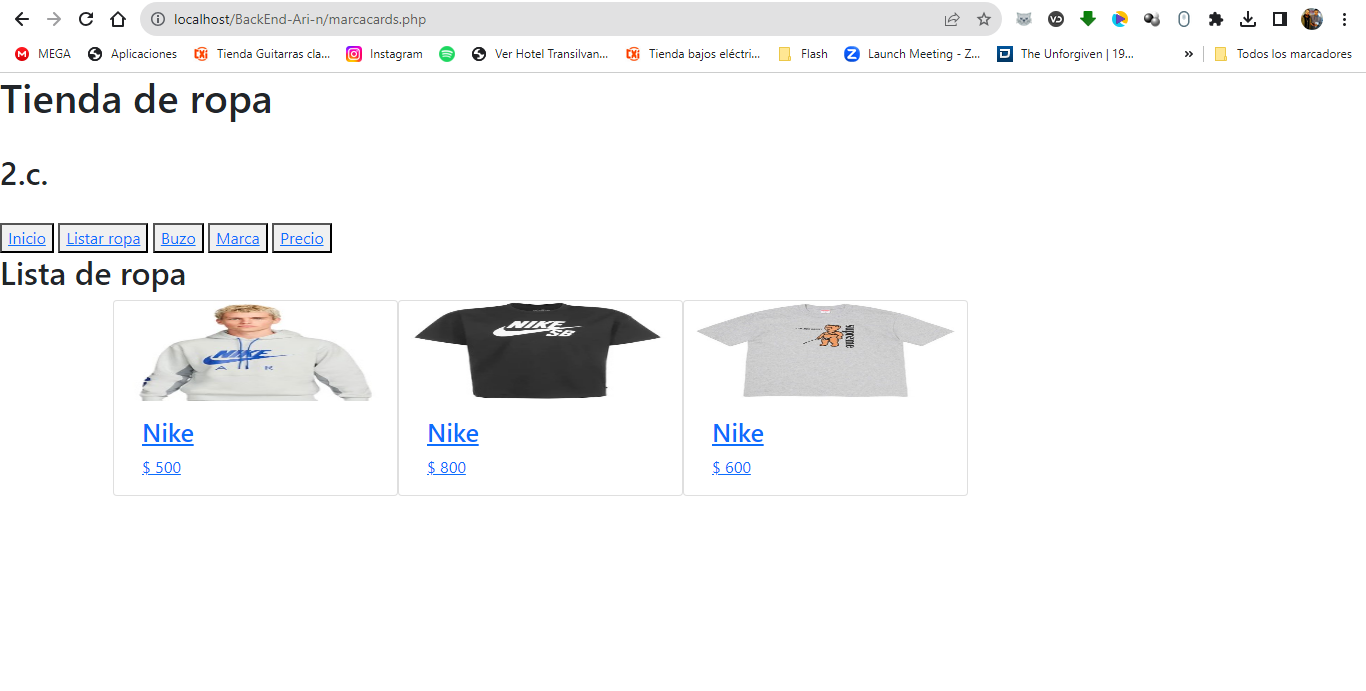 localhost/BackEnd-Ari-n/marcacards.php
MEGA Aplicaciones Tienda Guitarras cla... Instagram Ver Hotel Transilvan... Tienda bajos eléctri... Flash Launch Meeting - Z... The Unforgiven | 19... » Todos los marcadores
Tienda de ropa
2.c.
Inicio Listar ropa Buzo Marca Precio
Lista de ropa
NIKE
AIR
NIKE
SB
supreme
Nike Nike Nike
$ 500 $ 800 $ 600